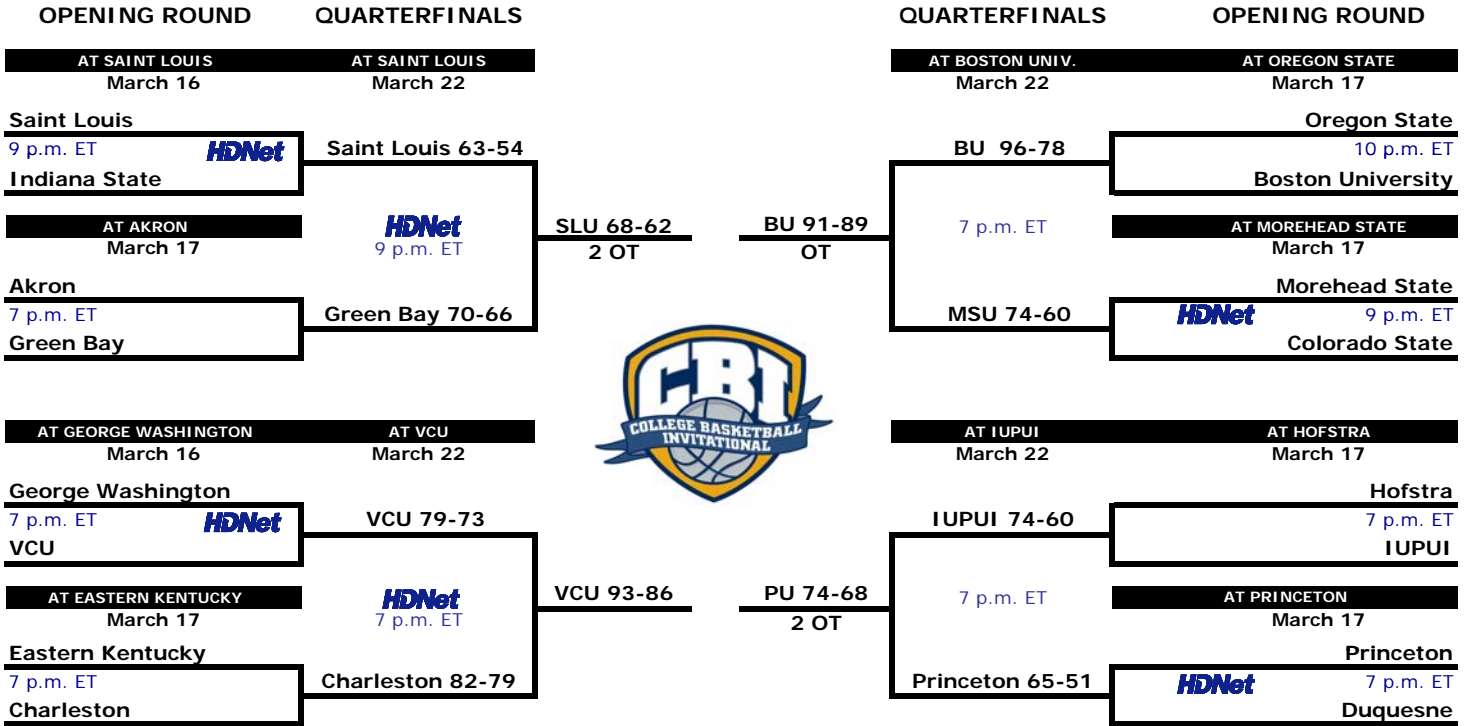 OPENING ROUND QUARTERFINALS QUARTERFINALS OPENING ROUND
AT SAINT LOUIS AT SAINT LOUIS AT BOSTON UNIV. AT OREGON STATE
March 16 March 22 March 22 March 17
Saint Louis Oregon State
9 p.m. ET HDNet Saint Louis 63-54 BU 96-78 10 p.m. ET
Indiana State Boston University
AT AKRON HDNet SLU 68-62 BU 91-89 7 p.m. ET AT MOREHEAD STATE
March 17 9 p.m. ET 2 OT OT March 17
Akron Morehead State
7 p.m. ET Green Bay 70-66 MSU 74-60 HDNet 9 p.m. ET
Green Bay Colorado State
CBI
COLLEGE BASKETBALL
INVITATIONAL
AT GEORGE WASHINGTON AT VCU AT IUPUI AT HOFSTRA
March 16 March 22 March 22 March 17
George Washington Hofstra
7 p.m. ET HDNet VCU 79-73 IUPUI 74-60 7 p.m. ET
VCU IUPUI
AT EASTERN KENTUCKY HDNet VCU 93-86 PU 74-68 7 p.m. ET AT PRINCETON
March 17 7 p.m. ET 2 OT March 17
Eastern Kentucky Princeton
7 p.m. ET Charleston 82-79 Princeton 65-51 HDNet 7 p.m. ET
Charleston Duquesne